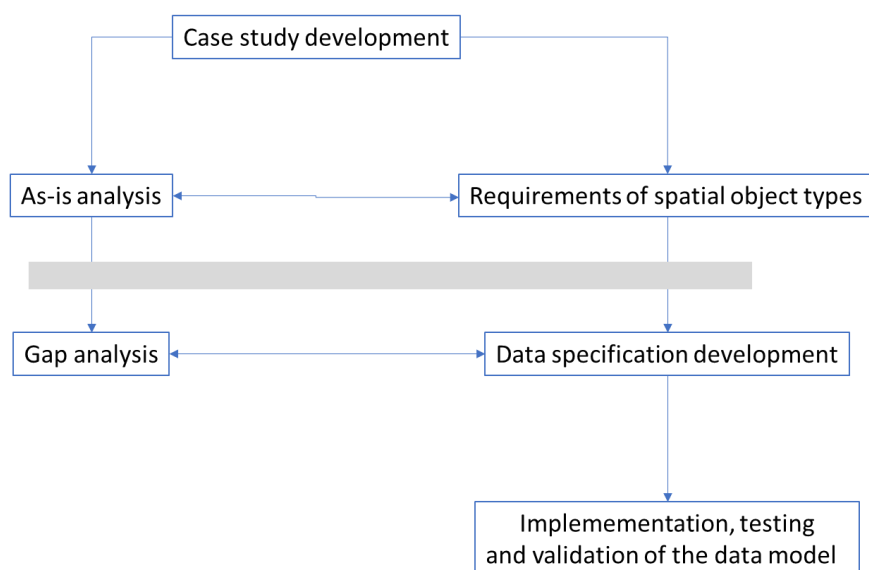 Case study development
As-is analysis
Requirements of spatial object types
Gap analysis
Data specification development
Implemementation, testing
and validation of the data model